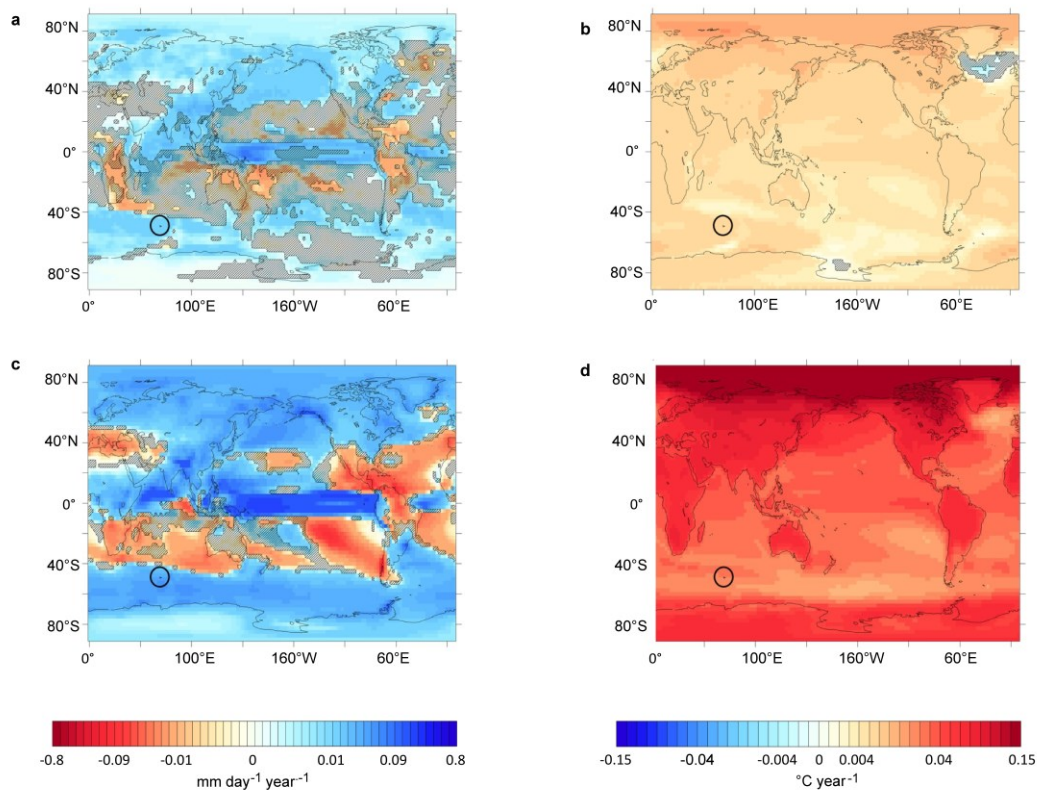 a
80°N
40°N
0°
40°S
80°S
0° 100°E 160°W 60°E
b
80°N
40°N
0°
40°S
80°S
0° 100°E 160°W 60°E
c
80°N
40°N
0°
40°S
80°S
0° 100°E 160°W 60°E
d
80°N
40°N
0°
40°S
80°S
0° 100°E 160°W 60°E
-0.8 -0.09 -0.01 0 0.01 0.09 0.8
mm day⁻¹ year⁻¹
-0.15 -0.04 -0.004 0 0.004 0.04 0.15
°C year⁻¹